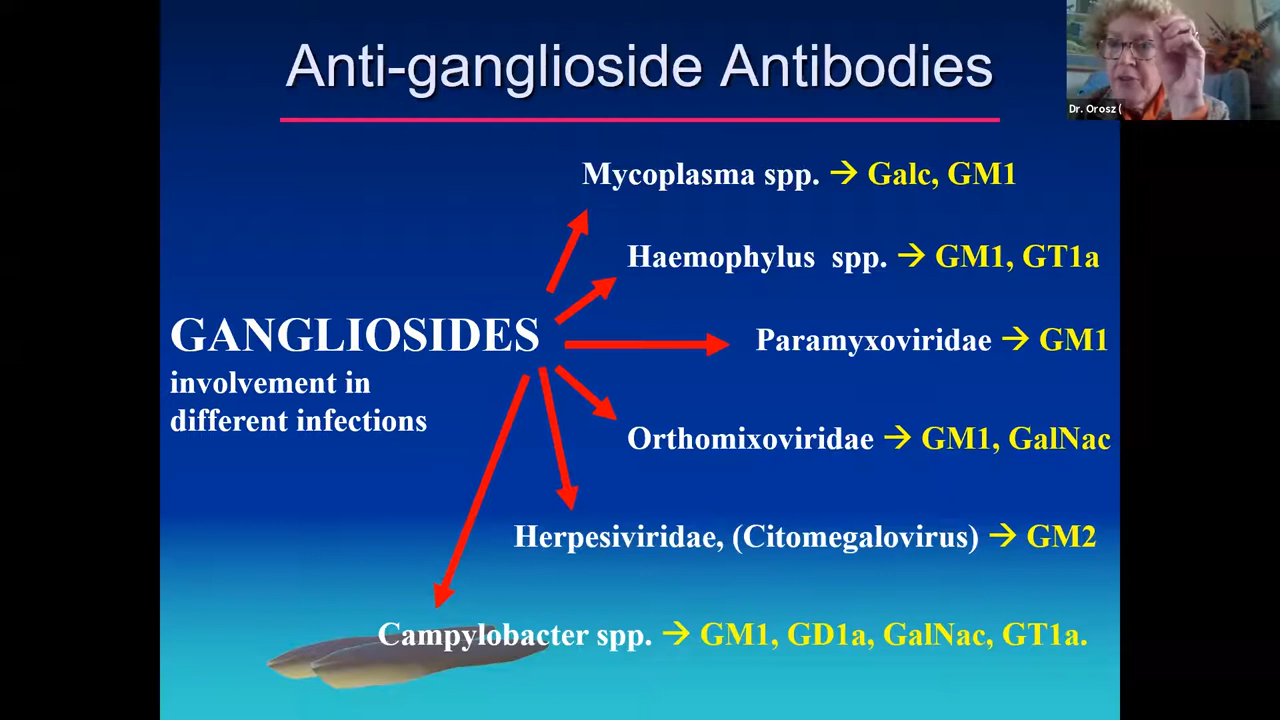 Anti-ganglioside Antibodies
Dr. Orosz (
Mycoplasma spp. → Galc, GM1
Haemophylus spp. → GM1, GT1a
GANGLIOSIDES
involvement in
different infections
Paramyxoviridae → GM1
Orthomixoviridae → GM1, GalNac
Herpesiviridae, (Citomegalovirus) → GM2
Campylobacter spp. → GM1, GD1a, GalNac, GT1a.